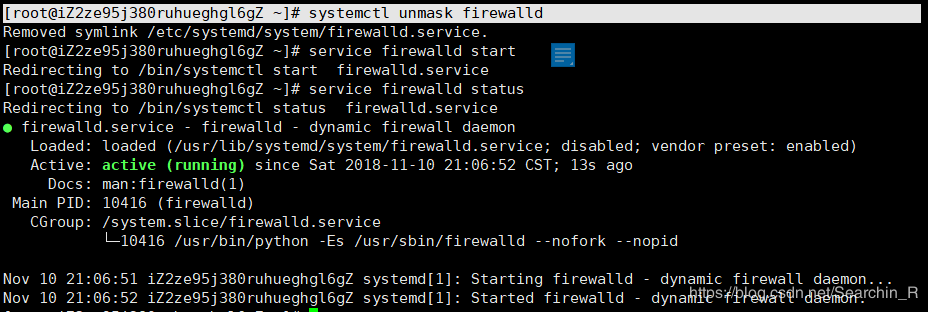 [root@iZ2ze95j380ruhueghgl6gZ ~]# systemctl unmask firewalld
Removed symlink /etc/systemd/system/firewalld.service.
[root@iZ2ze95j380ruhueghgl6gZ ~]# service firewalld start
Redirecting to /bin/systemctl start  firewalld.service
[root@iZ2ze95j380ruhueghgl6gZ ~]# service firewalld status
Redirecting to /bin/systemctl status  firewalld.service
● firewalld.service - firewalld - dynamic firewall daemon
   Loaded: loaded (/usr/lib/systemd/system/firewalld.service; disabled; vendor preset: enabled)
   Active: active (running) since Sat 2018-11-10 21:06:52 CST; 13s ago
     Docs: man:firewalld(1)
 Main PID: 10416 (firewalld)
   CGroup: /system.slice/firewalld.service
           └─10416 /usr/bin/python -Es /usr/sbin/firewalld --nofork --nopid
Nov 10 21:06:51 iZ2ze95j380ruhueghgl6gZ systemd[1]: Starting firewalld - dynamic firewall daemon...
Nov 10 21:06:52 iZ2ze95j380ruhueghgl6gZ systemd[1]: Started firewalld - dynamic firewall daemon.
https://blog.csdn.net/Searchin_R